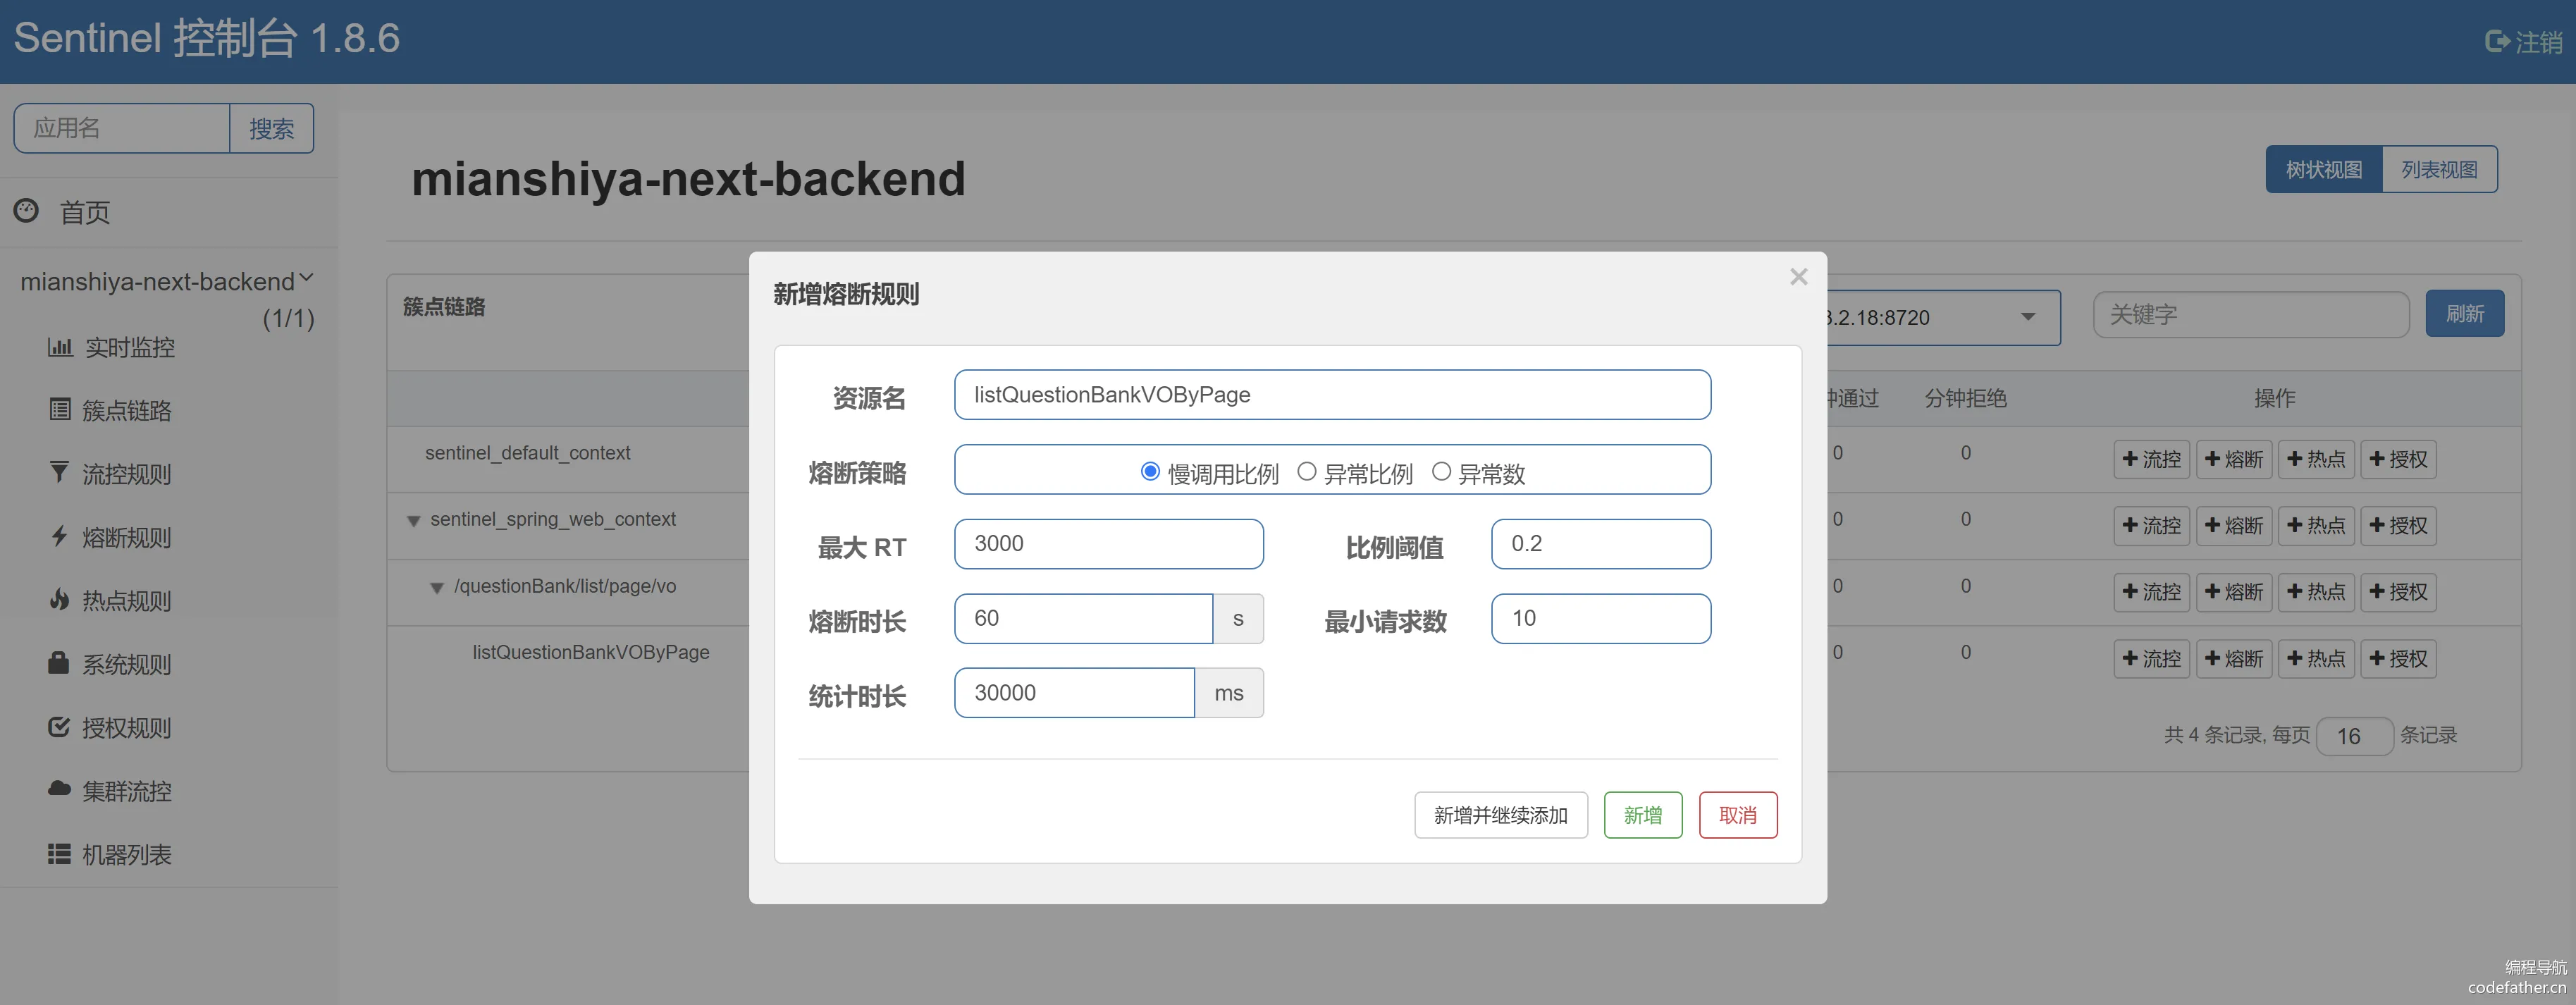 Sentinel 控制台 1.8.6
注销
应用名
搜索
首页
mianshiya-next-backend
(1/1)
实时监控
簇点链路
流控规则
熔断规则
热点规则
系统规则
授权规则
集群流控
机器列表
mianshiya-next-backend
树状视图
列表视图
簇点链路
3.2.18:8720
关键字
刷新
钟通过
分钟拒绝
操作
sentinel_default_context
0
0
流控
熔断
热点
授权
sentinel_spring_web_context
0
0
流控
熔断
热点
授权
/questionBank/list/page/vo
0
0
流控
熔断
热点
授权
listQuestionBankVOByPage
0
0
流控
熔断
热点
授权
共 4 条记录, 每页 16 条记录
新增熔断规则
×
资源名
listQuestionBankVOByPage
熔断策略
慢调用比例
异常比例
异常数
最大 RT
3000
比例阈值
0.2
熔断时长
60
s
最小请求数
10
统计时长
30000
ms
新增并继续添加
新增
取消
编程导航
codefather.cn